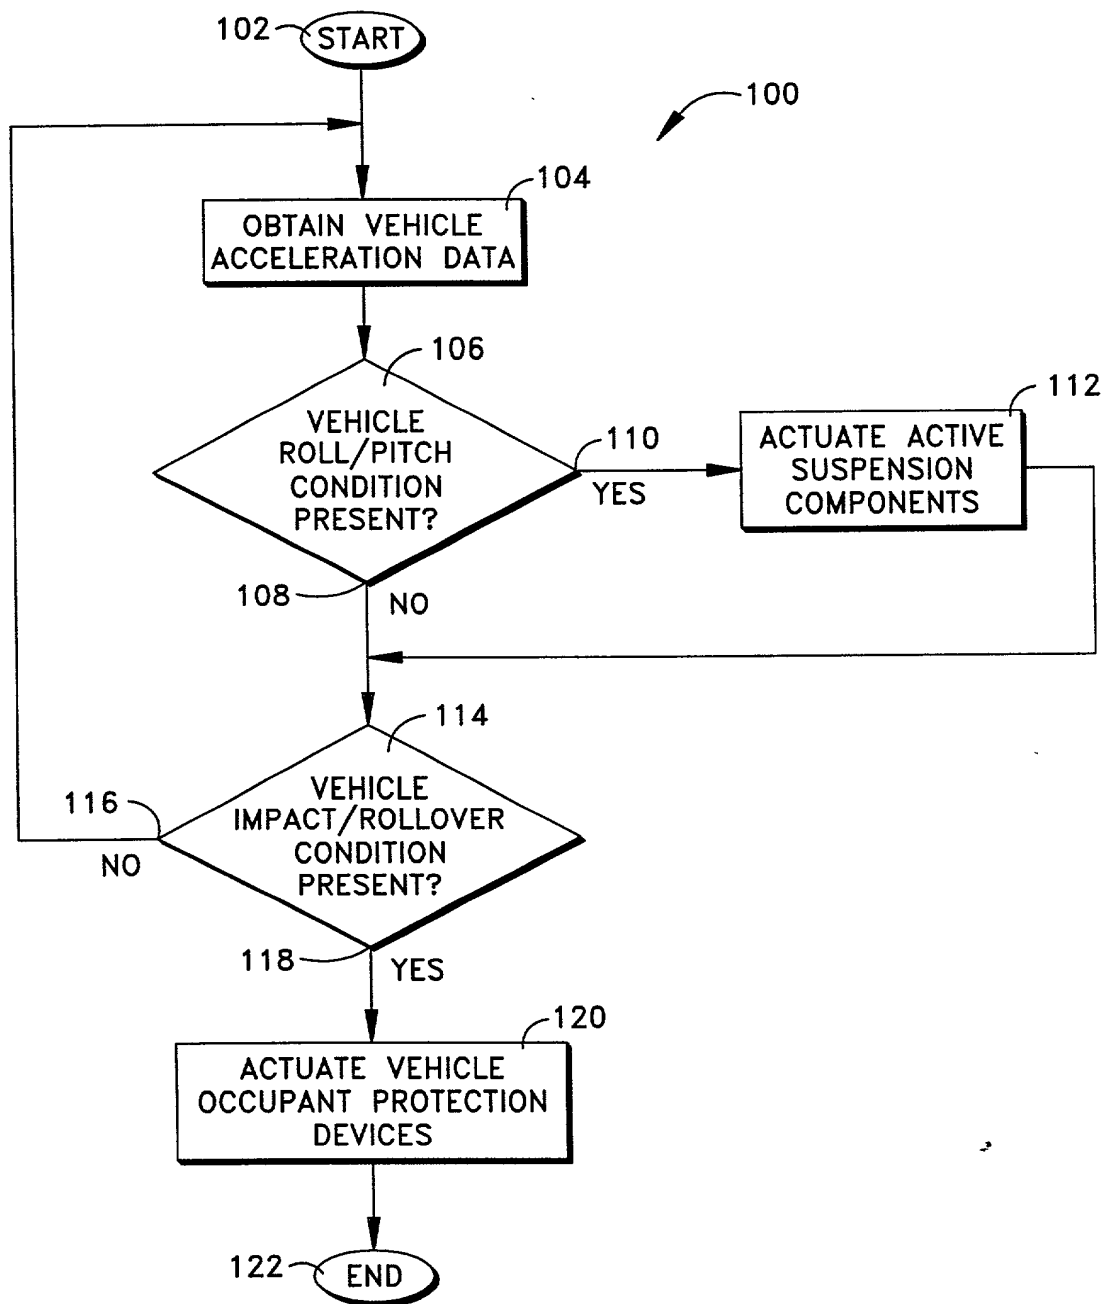 102
START
100
104
OBTAIN VEHICLE
ACCELERATION DATA
106
VEHICLE
ROLL/PITCH
CONDITION
PRESENT?
110
YES
112
ACTUATE ACTIVE
SUSPENSION
COMPONENTS
108
NO
114
VEHICLE
IMPACT/ROLLOVER
CONDITION
PRESENT?
116
NO
118
YES
120
ACTUATE VEHICLE
OCCUPANT PROTECTION
DEVICES
122
END